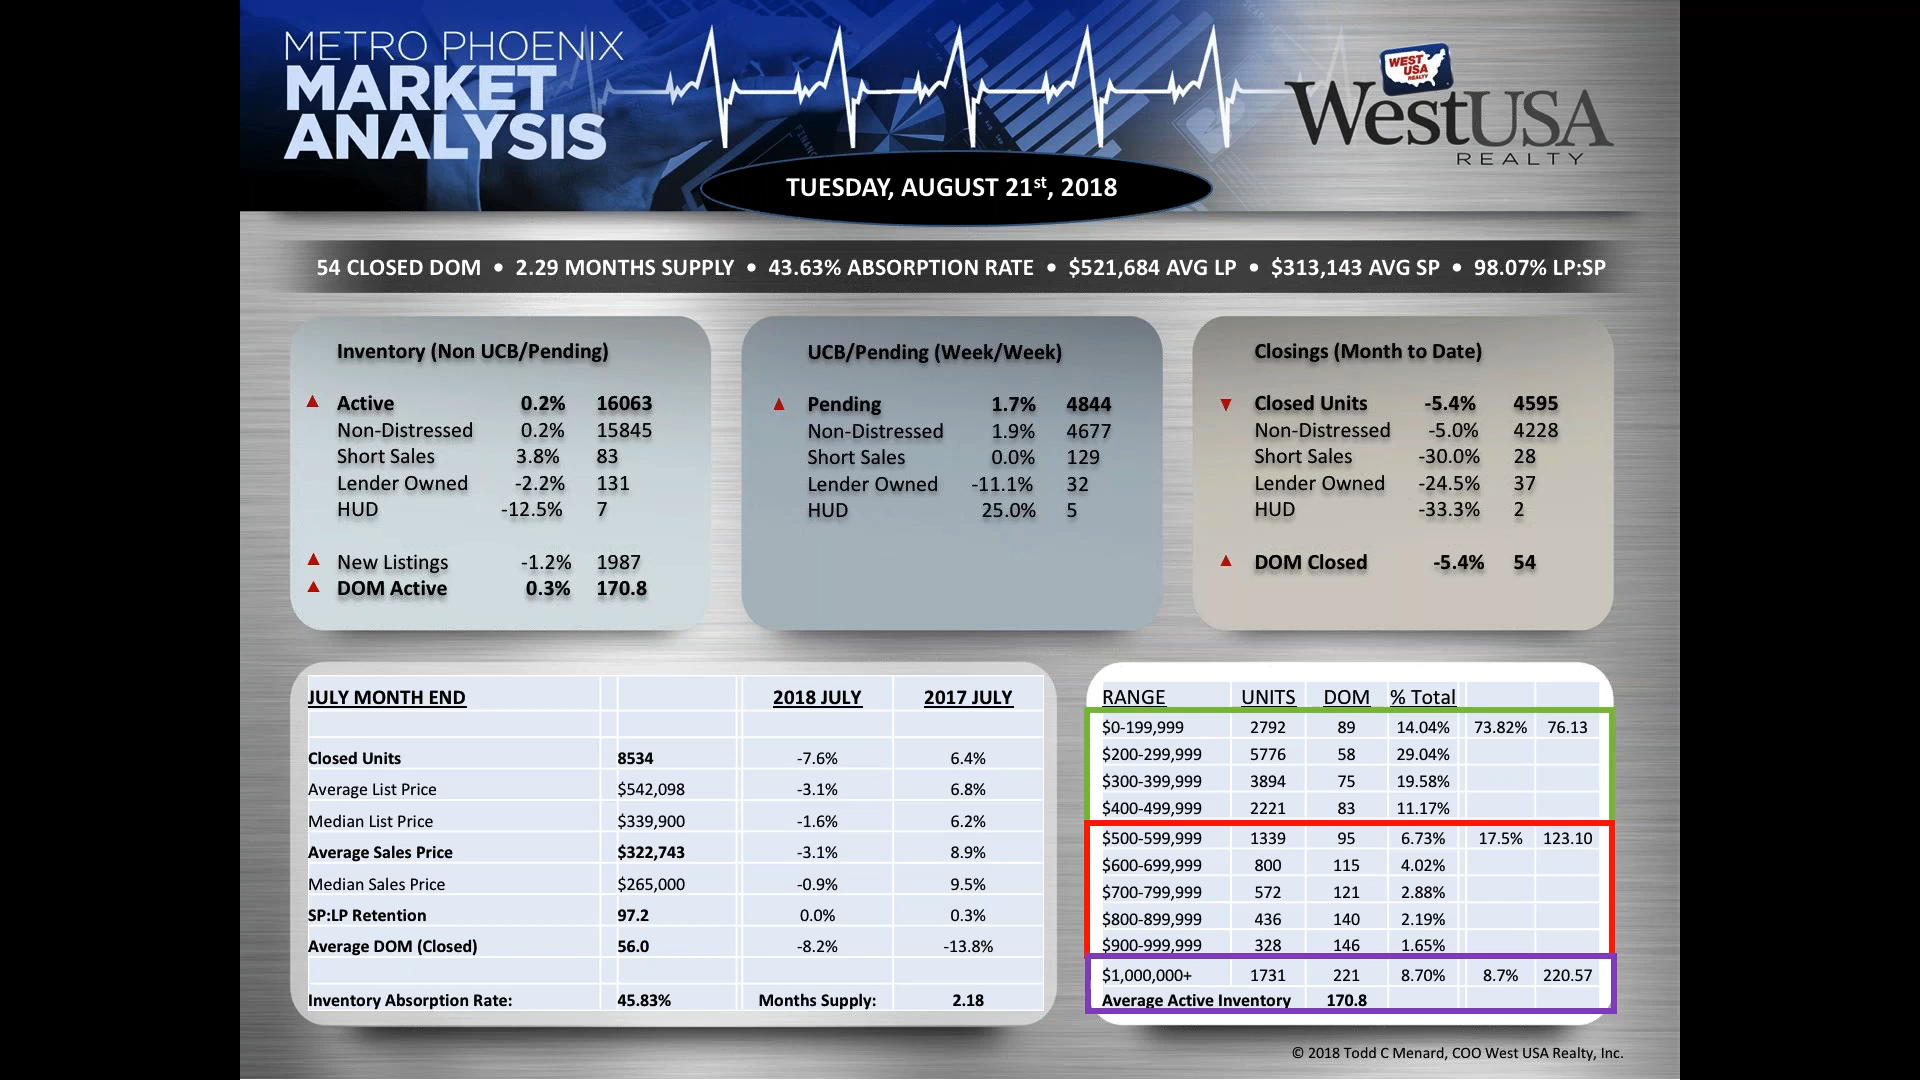 METRO PHOENIX
MARKET
ANALYSIS
WEST
USA
REALTY
WestUSA
REALTY
TUESDAY, AUGUST 21st, 2018
54 CLOSED DOM • 2.29 MONTHS SUPPLY • 43.63% ABSORPTION RATE • $521,684 AVG LP • $313,143 AVG SP • 98.07% LP:SP
Inventory (Non UCB/Pending)
▲ Active 0.2% 16063
Non-Distressed 0.2% 15845
Short Sales 3.8% 83
Lender Owned -2.2% 131
HUD -12.5% 7
▲ New Listings -1.2% 1987
▲ DOM Active 0.3% 170.8
UCB/Pending (Week/Week)
▲ Pending 1.7% 4844
Non-Distressed 1.9% 4677
Short Sales 0.0% 129
Lender Owned -11.1% 32
HUD 25.0% 5
Closings (Month to Date)
▼ Closed Units -5.4% 4595
Non-Distressed -5.0% 4228
Short Sales -30.0% 28
Lender Owned -24.5% 37
HUD -33.3% 2
▲ DOM Closed -5.4% 54
JULY MONTH END 2018 JULY 2017 JULY
Closed Units 8534 -7.6% 6.4%
Average List Price $542,098 -3.1% 6.8%
Median List Price $339,900 -1.6% 6.2%
Average Sales Price $322,743 -3.1% 8.9%
Median Sales Price $265,000 -0.9% 9.5%
SP:LP Retention 97.2 0.0% 0.3%
Average DOM (Closed) 56.0 -8.2% -13.8%
Inventory Absorption Rate: 45.83% Months Supply: 2.18
RANGE UNITS DOM % Total
$0-199,999 2792 89 14.04% 73.82% 76.13
$200-299,999 5776 58 29.04%
$300-399,999 3894 75 19.58%
$400-499,999 2221 83 11.17%
$500-599,999 1339 95 6.73% 17.5% 123.10
$600-699,999 800 115 4.02%
$700-799,999 572 121 2.88%
$800-899,999 436 140 2.19%
$900-999,999 328 146 1.65%
$1,000,000+ 1731 221 8.70% 8.7% 220.57
Average Active Inventory 170.8
© 2018 Todd C Menard, COO West USA Realty, Inc.